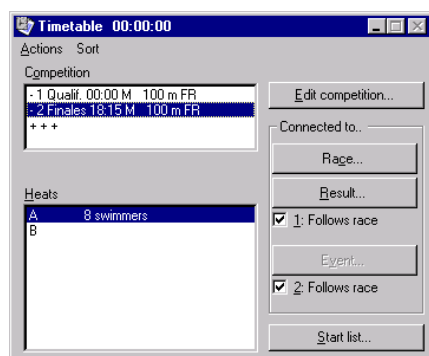 Timetable 00:00:00
Actions Sort
Competition
- 1 Qualif. 00:00 M 100 m FR
- 2 Finales 18:15 M 100 m FR
+ + +
Edit competition...
Connected to..
Race...
Result...
1: Follows race
Event...
2: Follows race
Heats
A 8 swimmers
B
Start list...